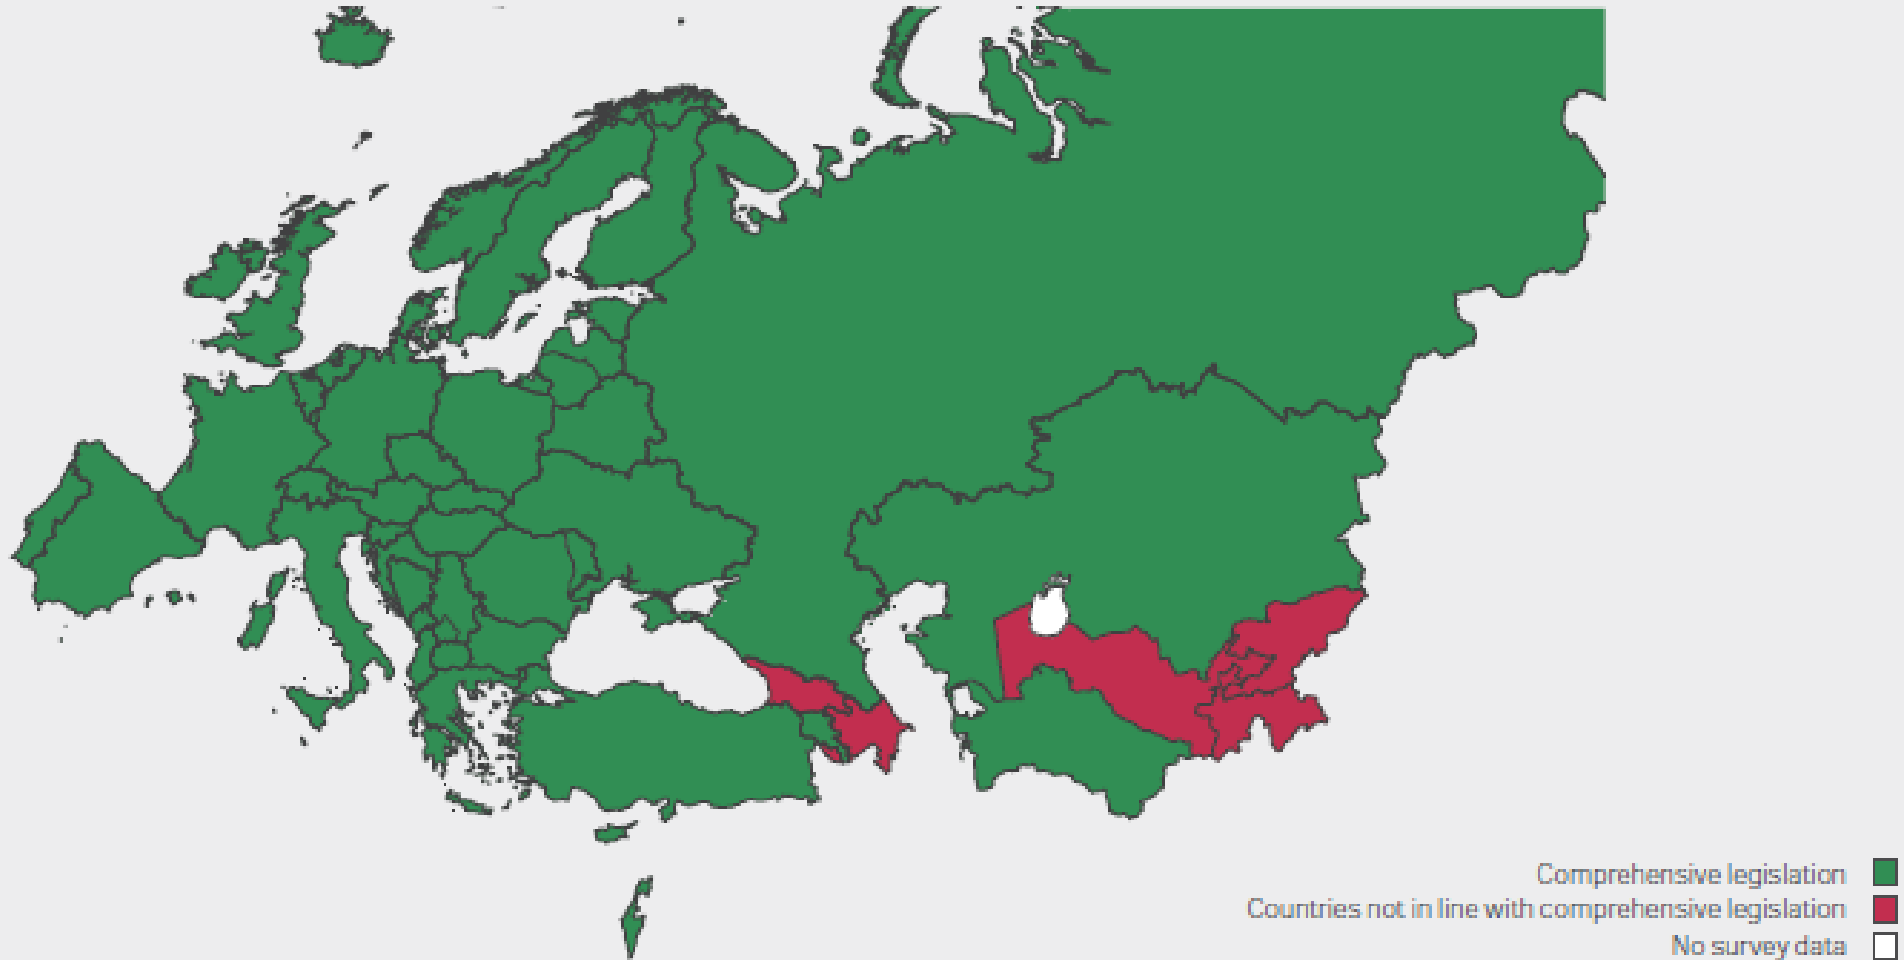 Comprehensive legislation
Countries not in line with comprehensive legislation
No survey data